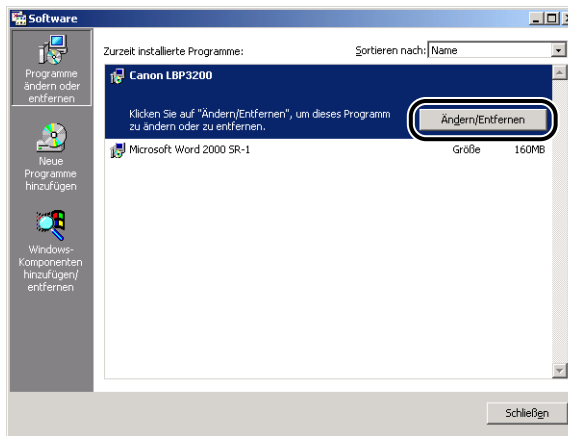 Software
Programme
ändern oder
entfernen
Neue
Programme
hinzufügen
Windows-
Komponenten
hinzufügen/
entfernen
Zurzeit installierte Programme:
Sortieren nach: Name
Canon LBP3200
Klicken Sie auf "Ändern/Entfernen", um dieses Programm
zu ändern oder zu entfernen.
Ändern/Entfernen
Microsoft Word 2000 SR-1 Größe 160MB
Schließen